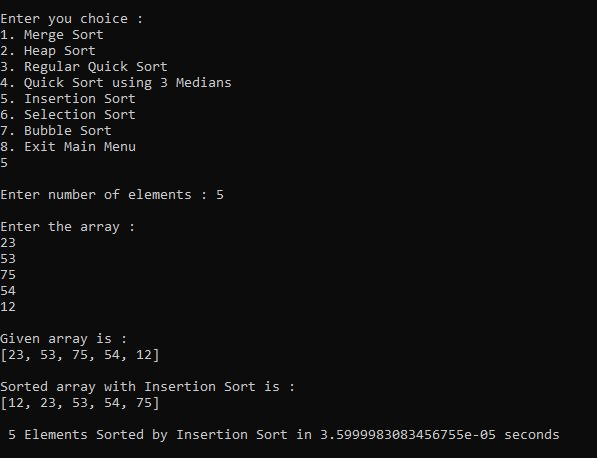 Enter you choice :
1. Merge Sort
2. Heap Sort
3. Regular Quick Sort
4. Quick Sort using 3 Medians
5. Insertion Sort
6. Selection Sort
7. Bubble Sort
8. Exit Main Menu
5
Enter number of elements : 5
Enter the array :
23
53
75
54
12
Given array is :
[23, 53, 75, 54, 12]
Sorted array with Insertion Sort is :
[12, 23, 53, 54, 75]
5 Elements Sorted by Insertion Sort in 3.5999983083456755e-05 seconds